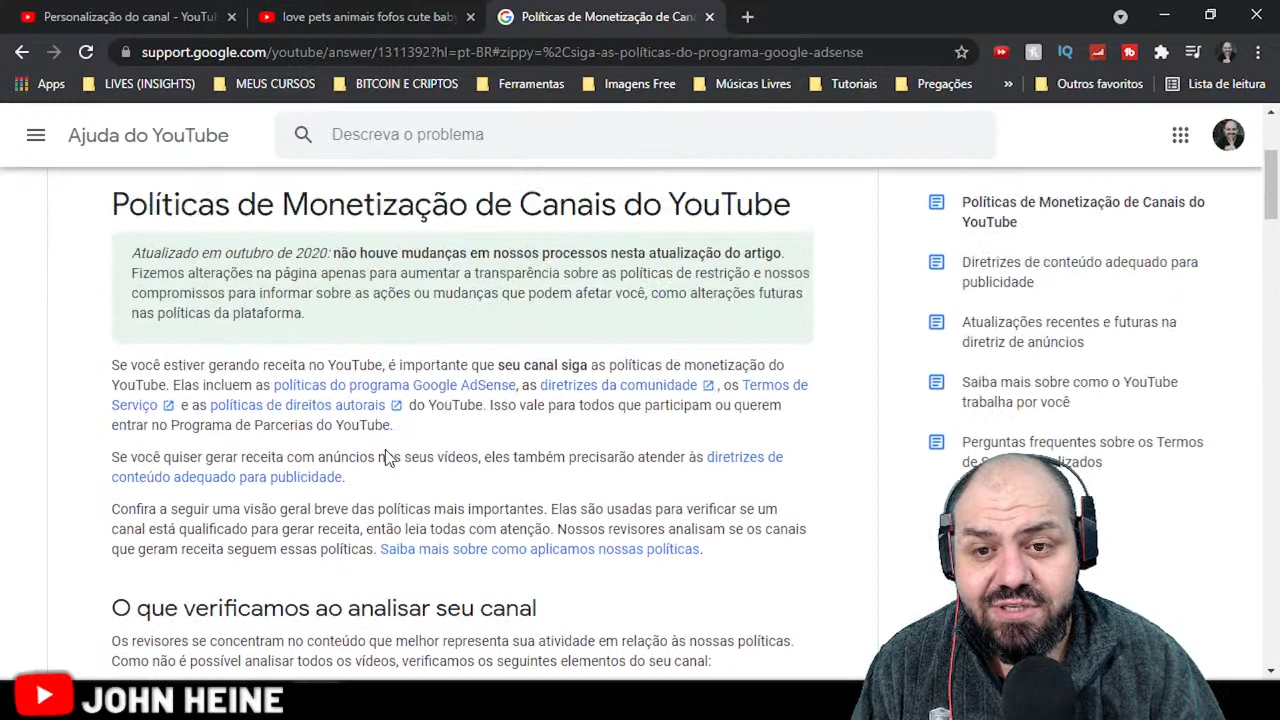 Personalização do canal - YouTu
love pets animais fofos cute baby
Políticas de Monetização de Cana
support.google.com/youtube/answer/1311392?hl=pt-BR#zippy=%2Csiga-as-políticas-do-programa-google-adsense
Apps
LIVES (INSIGHTS)
MEUS CURSOS
BITCOIN E CRIPTOS
Ferramentas
Imagens Free
Músicas Livres
Tutoriais
Pregações
»
Outros favoritos
Lista de leitura
Ajuda do YouTube
Descreva o problema
Políticas de Monetização de Canais do YouTube
Atualizado em outubro de 2020: não houve mudanças em nossos processos nesta atualização do artigo.
Fizemos alterações na página apenas para aumentar a transparência sobre as políticas de restrição e nossos
compromissos para informar sobre as ações ou mudanças que podem afetar você, como alterações futuras
nas políticas da plataforma.
Se você estiver gerando receita no YouTube, é importante que seu canal siga as políticas de monetização do
YouTube. Elas incluem as políticas do programa Google AdSense, as diretrizes da comunidade , os Termos de
Serviço e as políticas de direitos autorais do YouTube. Isso vale para todos que participam ou querem
entrar no Programa de Parcerias do YouTube.
Se você quiser gerar receita com anúncios nos seus vídeos, eles também precisarão atender às diretrizes de
conteúdo adequado para publicidade.
Confira a seguir uma visão geral breve das políticas mais importantes. Elas são usadas para verificar se um
canal está qualificado para gerar receita, então leia todas com atenção. Nossos revisores analisam se os canais
que geram receita seguem essas políticas. Saiba mais sobre como aplicamos nossas políticas.
O que verificamos ao analisar seu canal
Os revisores se concentram no conteúdo que melhor representa sua atividade em relação às nossas políticas.
Como não é possível analisar todos os vídeos, verificamos os seguintes elementos do seu canal:
Políticas de Monetização de Canais do
YouTube
Diretrizes de conteúdo adequado para
publicidade
Atualizações recentes e futuras na
diretriz de anúncios
Saiba mais sobre como o YouTube
trabalha por você
Perguntas frequentes sobre os Termos
de
JOHN HEINE